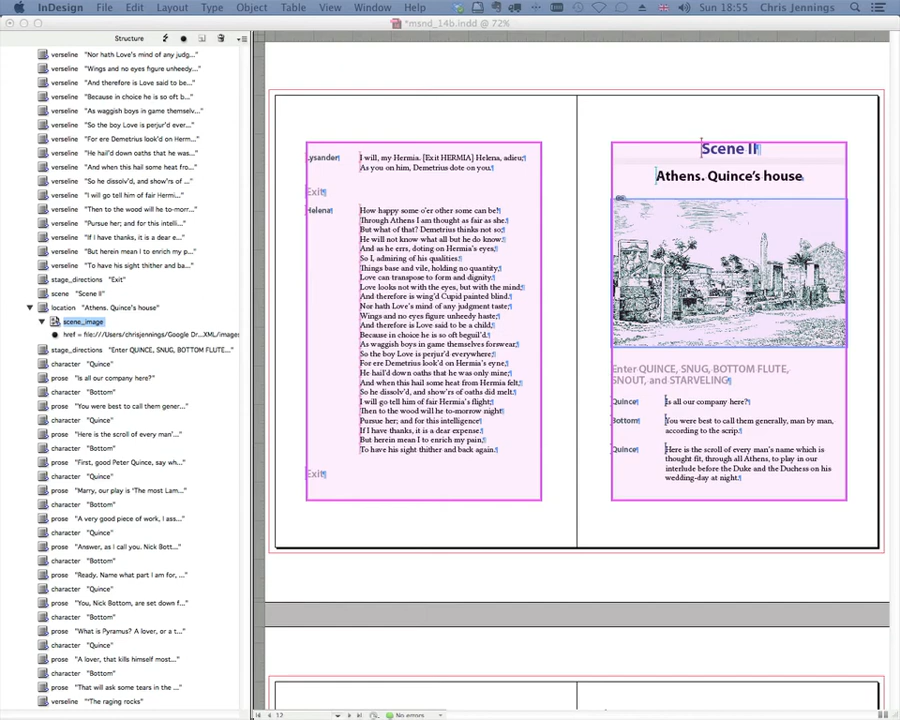 InDesign File Edit Layout Type Object Table View Window Help Sun 18:55 Chris Jennings
*msnd_14b.indd @ 72%
Structure
verseline "Nor hath Love's mind of any judg..."
verseline "Wings and no eyes figure unheedy..."
verseline "And therefore is Love said to be..."
verseline "Because in choice he is so oft b..."
verseline "As waggish boys in game themselv..."
verseline "So the boy Love is perjur'd ever..."
verseline "For ere Demetrius look'd on Herm..."
verseline "He hail'd down oaths that he was..."
verseline "And when this hail some heat fro..."
verseline "So he dissolv'd, and show'rs of ..."
verseline "I will go tell him of fair Hermi..."
verseline "Then to the wood will he to-morr..."
verseline "Pursue her; and for this intelli..."
verseline "If I have thanks, it is a dear e..."
verseline "But herein mean I to enrich my p..."
verseline "To have his sight thither and ba..."
stage_directions "Exit"
scene "Scene II"
location "Athens. Quince's house"
scene_image
href = file:///Users/chrisjennings/Google Dr...XML/images
stage_directions "Enter QUINCE, SNUG, BOTTOM FLUTE..."
character "Quince"
prose "Is all our company here?"
character "Bottom"
prose "You were best to call them gener..."
character "Quince"
prose "Here is the scroll of every man'..."
character "Bottom"
prose "First, good Peter Quince, say wh..."
character "Quince"
prose "Marry, our play is 'The most Lam..."
character "Bottom"
prose "A very good piece of work, I ass..."
character "Quince"
prose "Answer, as I call you. Nick Bott..."
character "Bottom"
prose "Ready. Name what part I am for, ..."
character "Quince"
prose "You, Nick Bottom, are set down f..."
character "Bottom"
prose "What is Pyramus? A lover, or a t..."
character "Quince"
prose "A lover, that kills himself most..."
character "Bottom"
prose "That will ask some tears in the ..."
verseline "'The raging rocks"
Lysander I will, my Hermia. [Exit HERMIA] Helena, adieu;
As you on him, Demetrius dote on you.
Exit
Helena How happy some o'er other some can be!
Through Athens I am thought as fair as she.
But what of that? Demetrius thinks not so;
He will not know what all but he do know.
And as he errs, doting on Hermia's eyes,
So I, admiring of his qualities.
Things base and vile, holding no quantity,
Love can transpose to form and dignity.
Love looks not with the eyes, but with the mind;
And therefore is wing'd Cupid painted blind.
Nor hath Love's mind of any judgment taste;
Wings and no eyes figure unheedy haste;
And therefore is Love said to be a child,
Because in choice he is so oft beguil'd.
As waggish boys in game themselves forswear,
So the boy Love is perjur'd everywhere;
For ere Demetrius look'd on Hermia's eyne,
He hail'd down oaths that he was only mine;
And when this hail some heat from Hermia felt,
So he dissolv'd, and show'rs of oaths did melt.
I will go tell him of fair Hermia's flight;
Then to the wood will he to-morrow night
Pursue her; and for this intelligence
If I have thanks, it is a dear expense.
But herein mean I to enrich my pain,
To have his sight thither and back again.
Exit
Scene II
Athens. Quince's house
Enter QUINCE, SNUG, BOTTOM FLUTE,
SNOUT, and STARVELING
Quince Is all our company here?
Bottom You were best to call them generally, man by man,
according to the scrip.
Quince Here is the scroll of every man's name which is
thought fit, through all Athens, to play in our
interlude before the Duke and the Duchess on his
wedding-day at night.
12 No errors